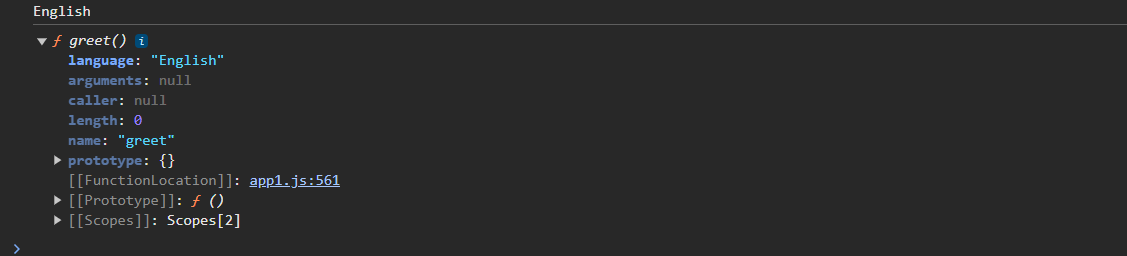 English
▼ ƒ greet() i
language: "English"
arguments: null
caller: null
length: 0
name: "greet"
▶ prototype: {}
[[FunctionLocation]]: app1.js:561
▶ [[Prototype]]: ƒ ()
▶ [[Scopes]]: Scopes[2]
>